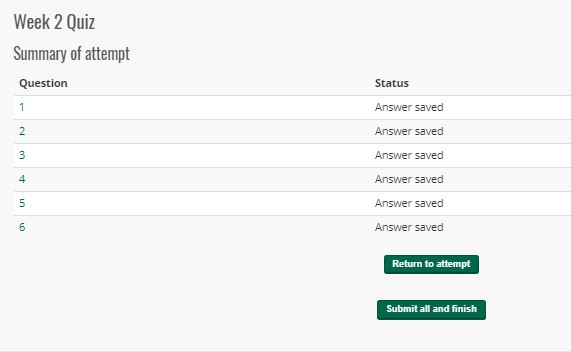 Week 2 Quiz
Summary of attempt
Question Status
1 Answer saved
2 Answer saved
3 Answer saved
4 Answer saved
5 Answer saved
6 Answer saved
Return to attempt
Submit all and finish